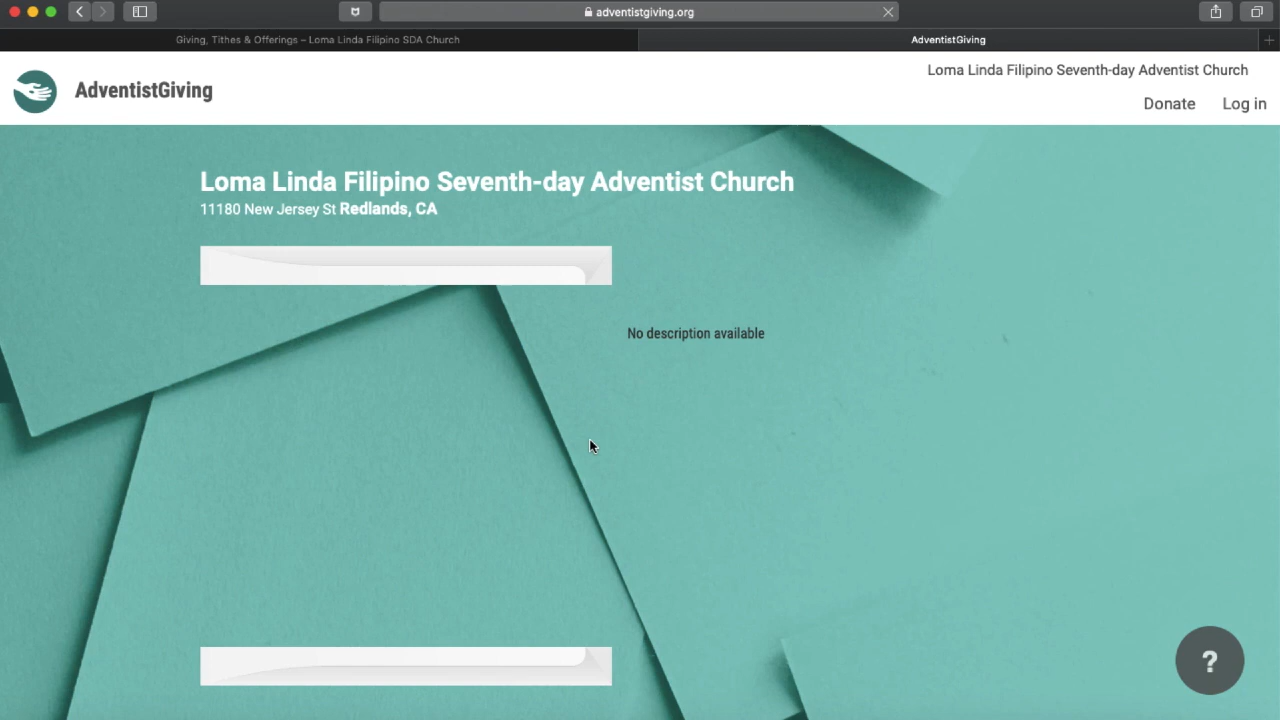 adventistgiving.org
Giving, Tithes & Offerings – Loma Linda Filipino SDA Church
AdventistGiving
Loma Linda Filipino Seventh-day Adventist Church
AdventistGiving
Donate
Log in
Loma Linda Filipino Seventh-day Adventist Church
11180 New Jersey St Redlands, CA
No description available
?